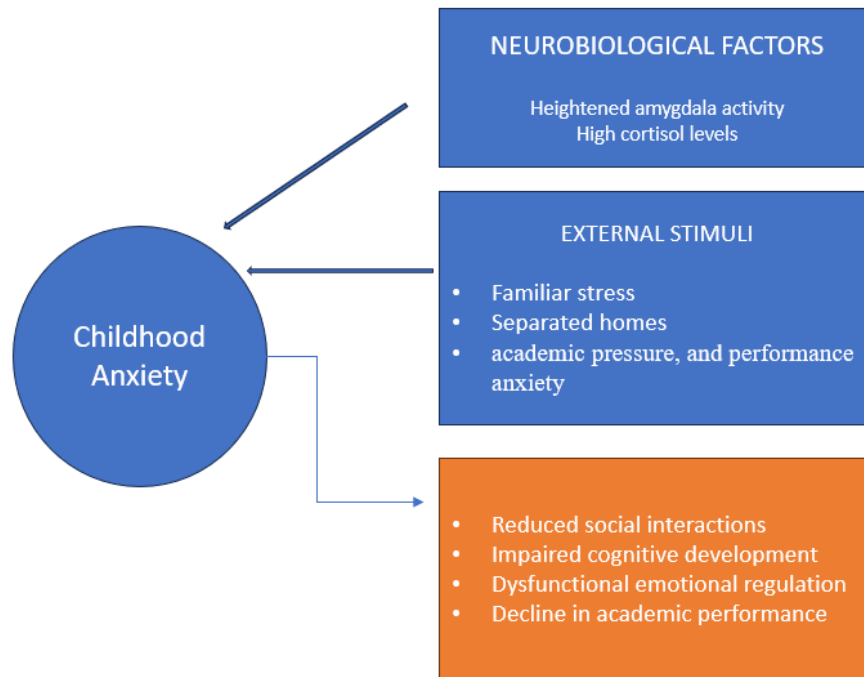 NEUROBIOLOGICAL FACTORS
Heightened amygdala activity
High cortisol levels
EXTERNAL STIMULI
• Familiar stress
• Separated homes
• academic pressure, and performance
anxiety
Childhood
Anxiety
• Reduced social interactions
• Impaired cognitive development
• Dysfunctional emotional regulation
• Decline in academic performance